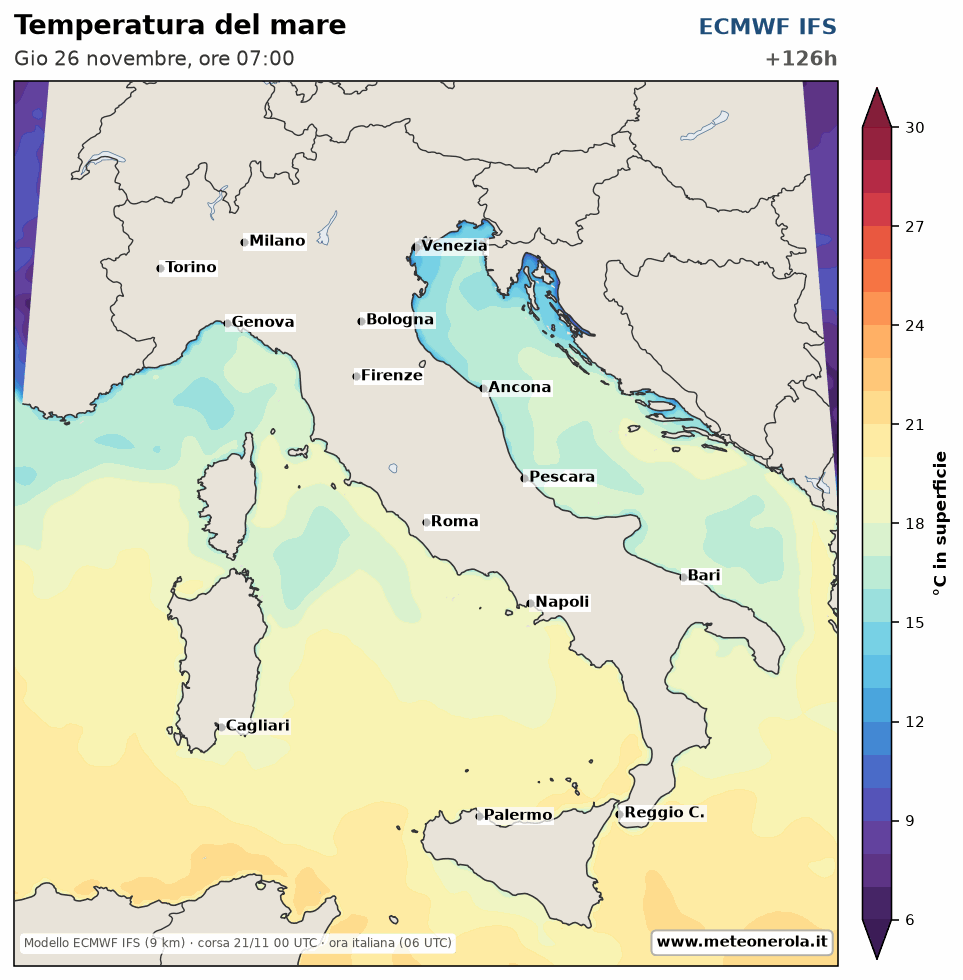 Temperatura del mare
ECMWF IFS
Gio 26 novembre, ore 07:00
+126h
30
27
24
21
18
15
12
9
6
°C in superficie
Milano
Venezia
Torino
Genova
Bologna
Firenze
Ancona
Pescara
Roma
Bari
Napoli
Cagliari
Palermo
Reggio C.
Modello ECMWF IFS (9 km) · corsa 21/11 00 UTC · ora italiana (06 UTC)
www.meteonerola.it